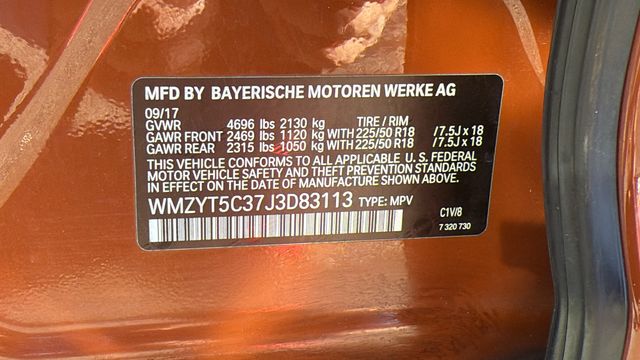 MFD BY BAYERISCHE MOTOREN WERKE AG
09/17
GVWR 4696 lbs 2130 kg TIRE / RIM
GAWR FRONT 2469 lbs 1120 kg WITH 225/50 R18 / 7.5J x 18
GAWR REAR 2315 lbs 1050 kg WITH 225/50 R18 / 7.5J x 18
THIS VEHICLE CONFORMS TO ALL APPLICABLE U. S. FEDERAL
MOTOR VEHICLE SAFETY AND THEFT PREVENTION STANDARDS
IN EFFECT ON THE DATE OF MANUFACTURE SHOWN ABOVE.
WMZYT5C37J3D83113 TYPE: MPV
C1V/8
7 320 730